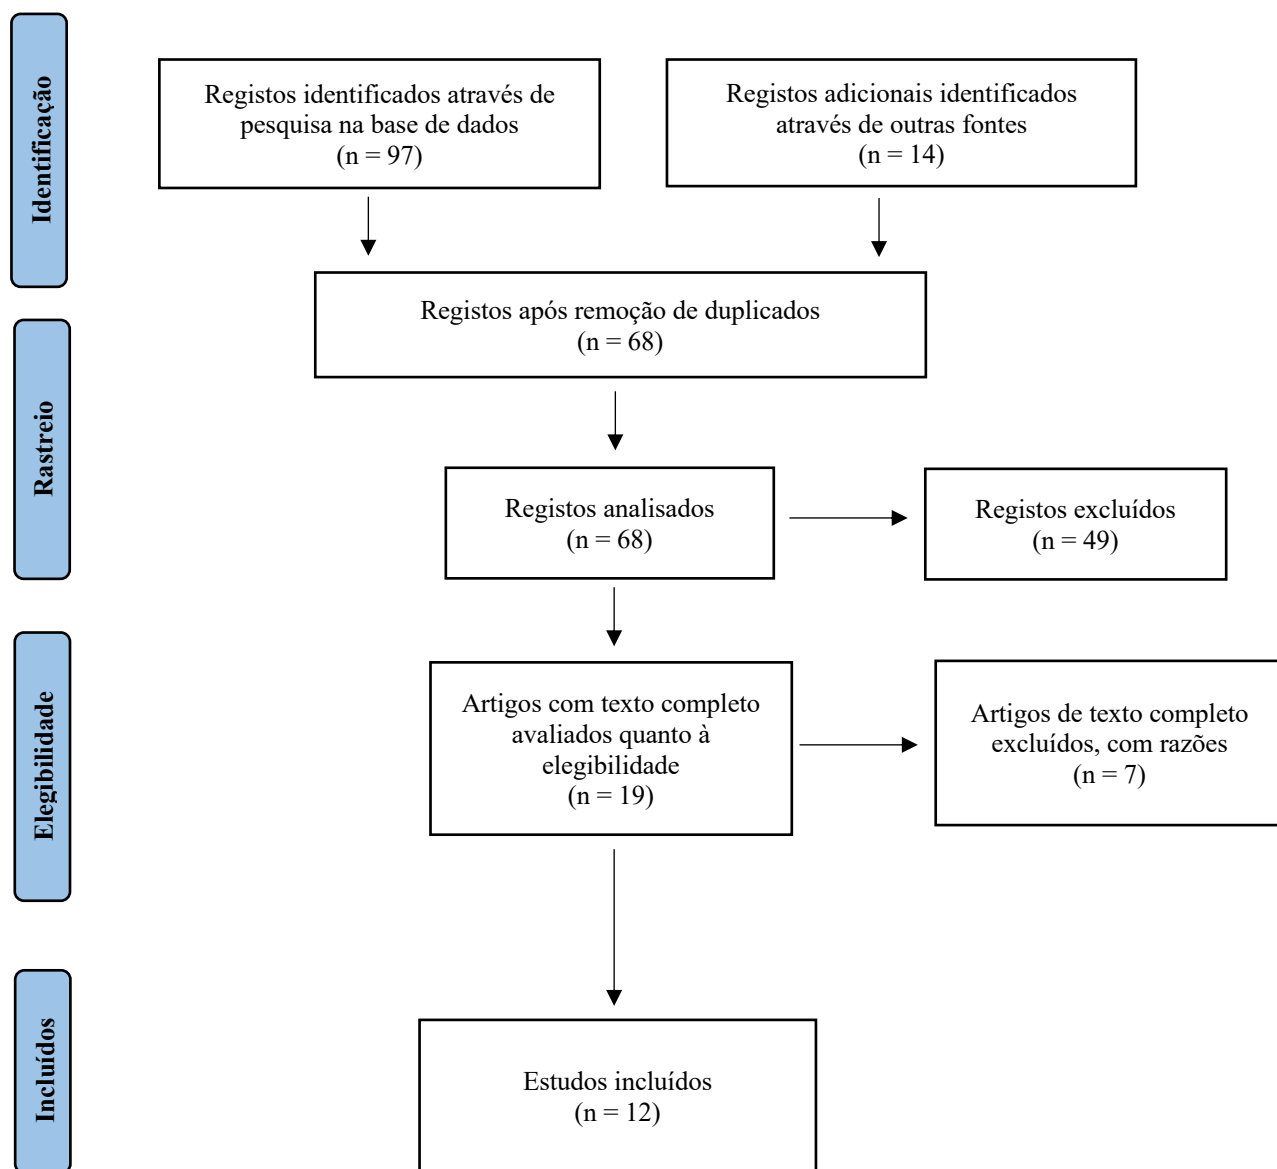 Identificação
Registos identificados através de
pesquisa na base de dados
(n = 97)
Registos adicionais identificados
através de outras fontes
(n = 14)
Registos após remoção de duplicados
(n = 68)
Rastreio
Registos analisados
(n = 68)
Registos excluídos
(n = 49)
Elegibilidade
Artigos com texto completo
avaliados quanto à
elegibilidade
(n = 19)
Artigos de texto completo
excluídos, com razões
(n = 7)
Incluídos
Estudos incluídos
(n = 12)